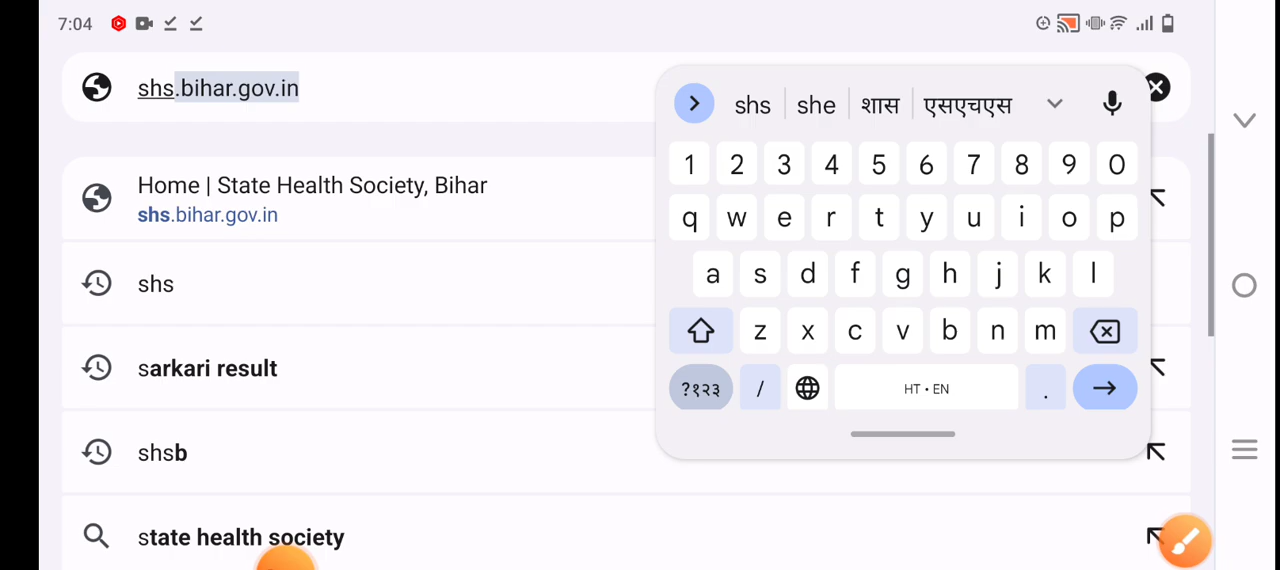 7:04
shs.bihar.gov.in
Home | State Health Society, Bihar
shs.bihar.gov.in
shs
sarkari result
shsb
state health society
shs she शास एसएचएस
1 2 3 4 5 6 7 8 9 0
q w e r t y u i o p
a s d f g h j k l
z x c v b n m
?१२३ / HT • EN .